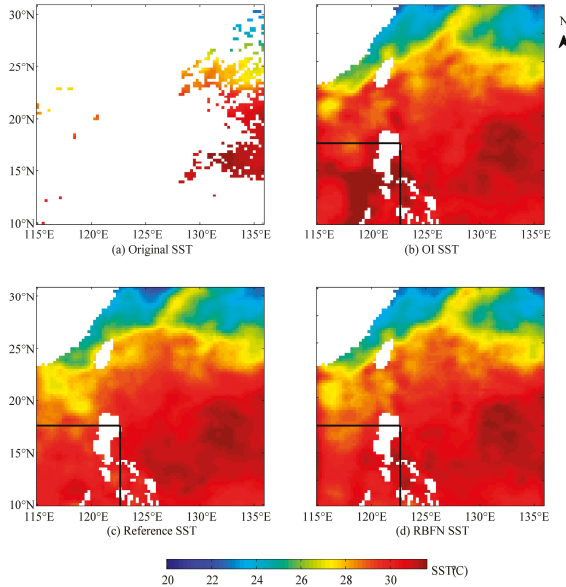 30°N
25°N
20°N
15°N
10°N
115°E 120°E 125°E 130°E 135°E
(a) Original SST
N
115°E 120°E 125°E 130°E 135°E
(b) OI SST
30°N
25°N
20°N
15°N
10°N
115°E 120°E 125°E 130°E 135°E
(c) Reference SST
115°E 120°E 125°E 130°E 135°E
(d) RBFN SST
20 22 24 26 28 30
SST(°C)